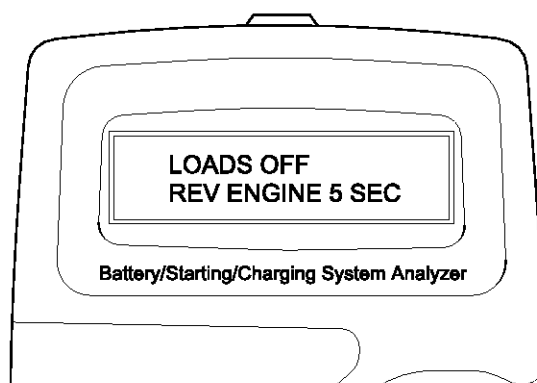 LOADS OFF
REV ENGINE 5 SEC
Battery/Starting/Charging System Analyzer